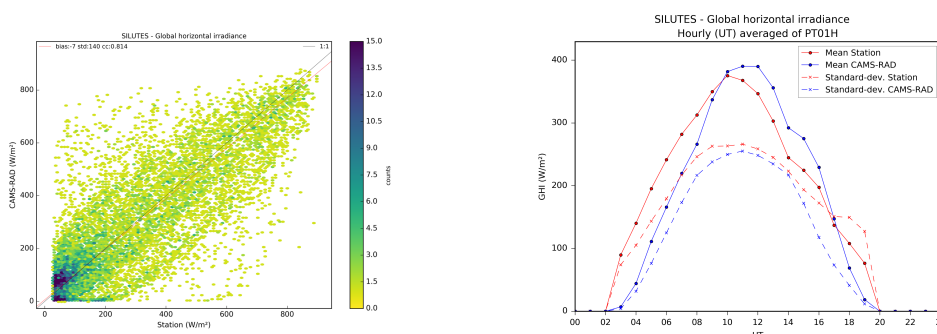 SILUTES - Global horizontal irradiance
bias:-7 std:140 cc:0.814
1:1
CAMS-RAD (W/m²)
800
600
400
200
0
0 200 400 600 800
Station (W/m²)
15.0
13.5
12.0
10.5
9.0
7.5
6.0
4.5
3.0
1.5
0.0
counts
SILUTES - Global horizontal irradiance
Hourly (UT) averaged of PT01H
Mean Station
Mean CAMS-RAD
Standard-dev. Station
Standard-dev. CAMS-RAD
GHI (W/m²)
400
300
200
100
0
00 02 04 06 08 10 12 14 16 18 20 22